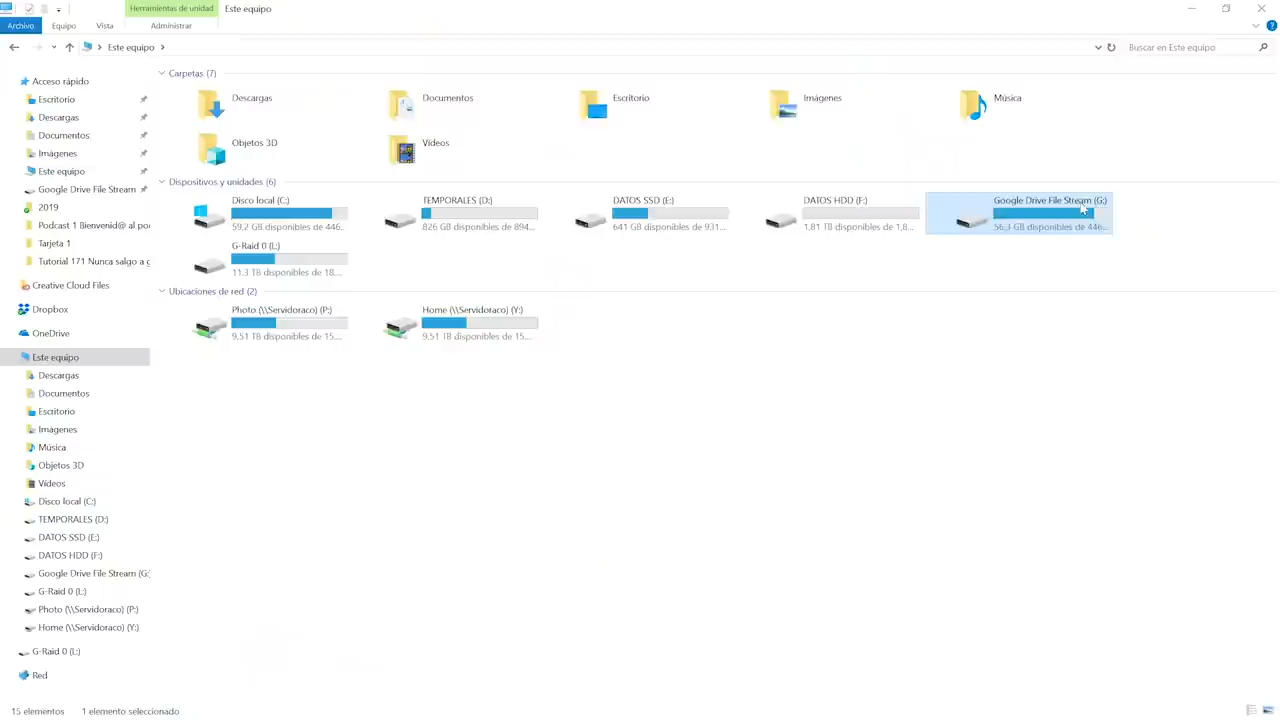 Herramientas de unidad
Este equipo
Archivo
Equipo
Vista
Administrar
Este equipo
Buscar en Este equipo
Acceso rápido
Escritorio
Descargas
Documentos
Imágenes
Este equipo
Google Drive File Stream
2019
Podcast 1 Bienvenid@ al po
Tarjeta 1
Tutorial 171 Nunca salgo a g
Creative Cloud Files
Dropbox
OneDrive
Este equipo
Descargas
Documentos
Escritorio
Imágenes
Música
Objetos 3D
Vídeos
Disco local (C:)
TEMPORALES (D:)
DATOS SSD (E:)
DATOS HDD (F:)
Google Drive File Stream (G:
G-Raid 0 (L:)
Photo (\\Servidoraco) (P:)
Home (\\Servidoraco) (Y:)
G-Raid 0 (L:)
Red
Carpetas (7)
Descargas
Documentos
Escritorio
Imágenes
Música
Objetos 3D
Vídeos
Dispositivos y unidades (6)
Disco local (C:)
59,2 GB disponibles de 446...
TEMPORALES (D:)
826 GB disponibles de 894...
DATOS SSD (E:)
641 GB disponibles de 931...
DATOS HDD (F:)
1,81 TB disponibles de 1,8...
Google Drive File Stream (G:)
56,3 GB disponibles de 446...
G-Raid 0 (L:)
11,3 TB disponibles de 18,...
Ubicaciones de red (2)
Photo (\\Servidoraco) (P:)
9,51 TB disponibles de 15,...
Home (\\Servidoraco) (Y:)
9,51 TB disponibles de 15,...
15 elementos
1 elemento seleccionado